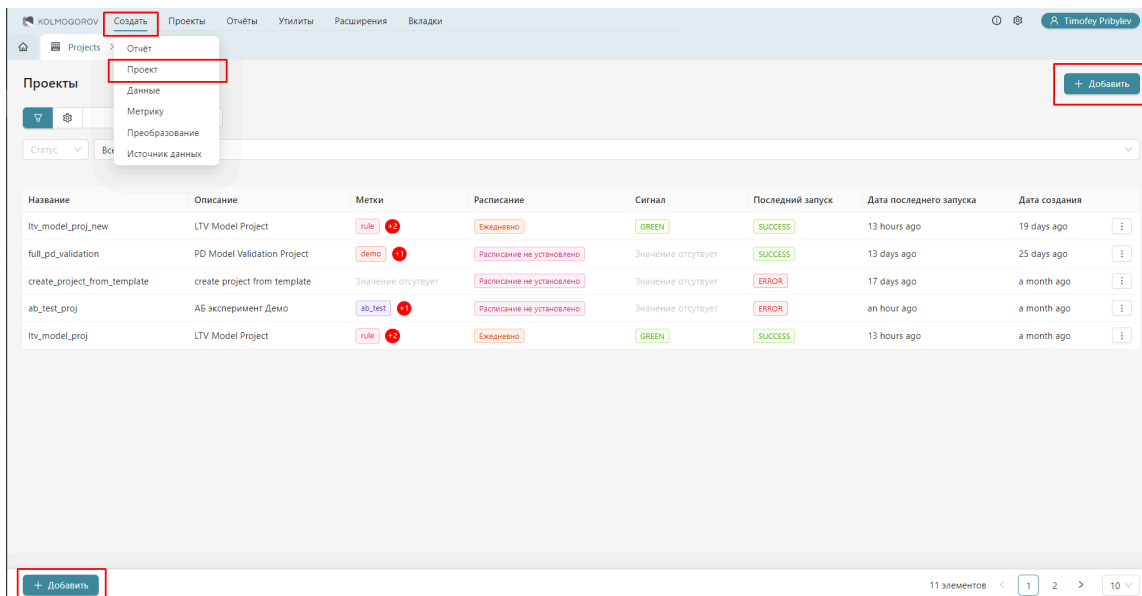 KOLMOGOROV Создать Проекты Отчёты Утилиты Расширения Вкладки Timofey Pribylev
Projects
Отчёт
Проект
Данные
Метрику
Преобразование
Источник данных
Проекты
+ Добавить
Статус
Название Описание Метки Расписание Сигнал Последний запуск Дата последнего запуска Дата создания
ltv_model_proj_new LTV Model Project rule +2 Ежедневно GREEN SUCCESS 13 hours ago 19 days ago
full_pd_validation PD Model Validation Project demo +1 Расписание не установлено Значение отсутвует SUCCESS 13 days ago 25 days ago
create_project_from_template create project from template Значение отсутвует Расписание не установлено Значение отсутвует ERROR 17 days ago a month ago
ab_test_proj АБ эксперимент Демо ab_test +1 Расписание не установлено Значение отсутвует ERROR an hour ago a month ago
ltv_model_proj LTV Model Project rule +2 Ежедневно GREEN SUCCESS 13 hours ago a month ago
+ Добавить 11 элементов < 1 2 > 10